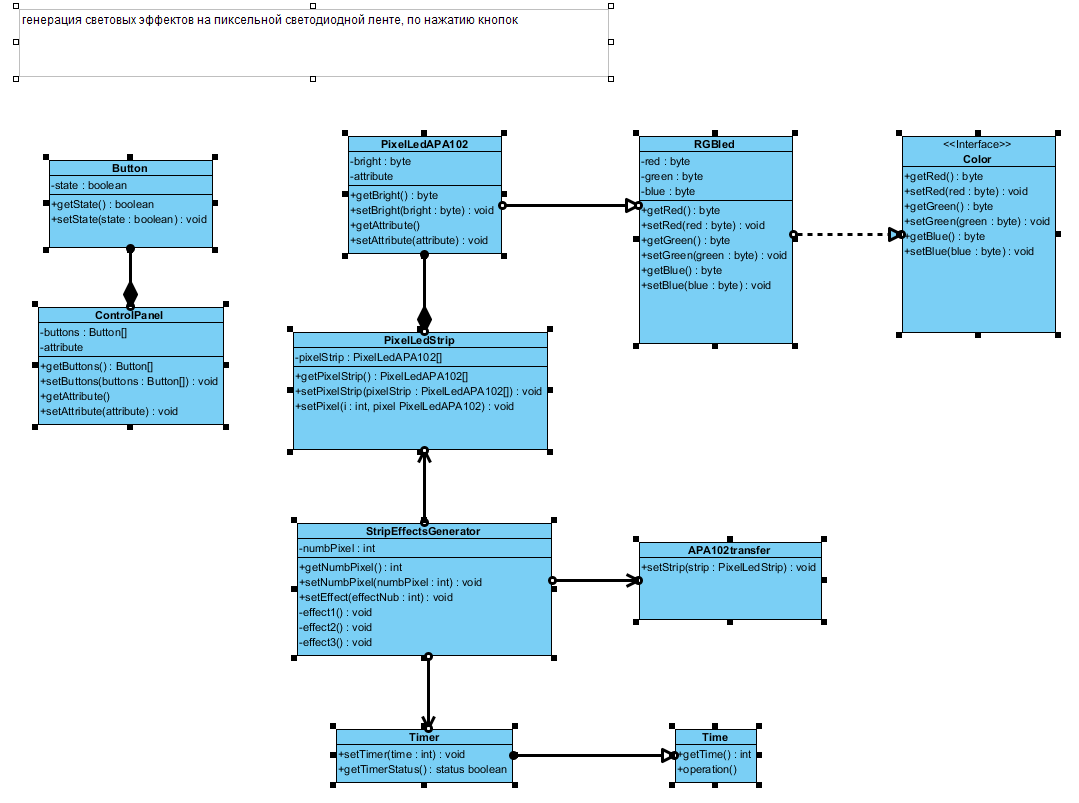 генерация световых эффектов на пиксельной светодиодной ленте, по нажатию кнопок
Button
-state : boolean
+getState() : boolean
+setState(state : boolean) : void
ControlPanel
-buttons : Button[]
-attribute
+getButtons() : Button[]
+setButtons(buttons : Button[]) : void
+getAttribute()
+setAttribute(attribute) : void
PixelLedAPA102
-bright : byte
-attribute
+getBright() : byte
+setBright(bright : byte) : void
+getAttribute()
+setAttribute(attribute) : void
RGBled
-red : byte
-green : byte
-blue : byte
+getRed() : byte
+setRed(red : byte) : void
+getGreen() : byte
+setGreen(green : byte) : void
+getBlue() : byte
+setBlue(blue : byte) : void
<<Interface>>
Color
+getRed() : byte
+setRed(red : byte) : void
+getGreen() : byte
+setGreen(green : byte) : void
+getBlue() : byte
+setBlue(blue : byte) : void
PixelLedStrip
-pixelStrip : PixelLedAPA102[]
+getPixelStrip() : PixelLedAPA102[]
+setPixelStrip(pixelStrip : PixelLedAPA102[]) : void
+setPixel(i : int, pixel PixelLedAPA102) : void
StripEffectsGenerator
-numbPixel : int
+getNumbPixel() : int
+setNumbPixel(numbPixel : int) : void
+setEffect(effectNub : int) : void
-effect1() : void
-effect2() : void
-effect3() : void
APA102transfer
+setStrip(strip : PixelLedStrip) : void
Timer
+setTimer(time : int) : void
+getTimerStatus() : status boolean
Time
+getTime() : int
+operation()